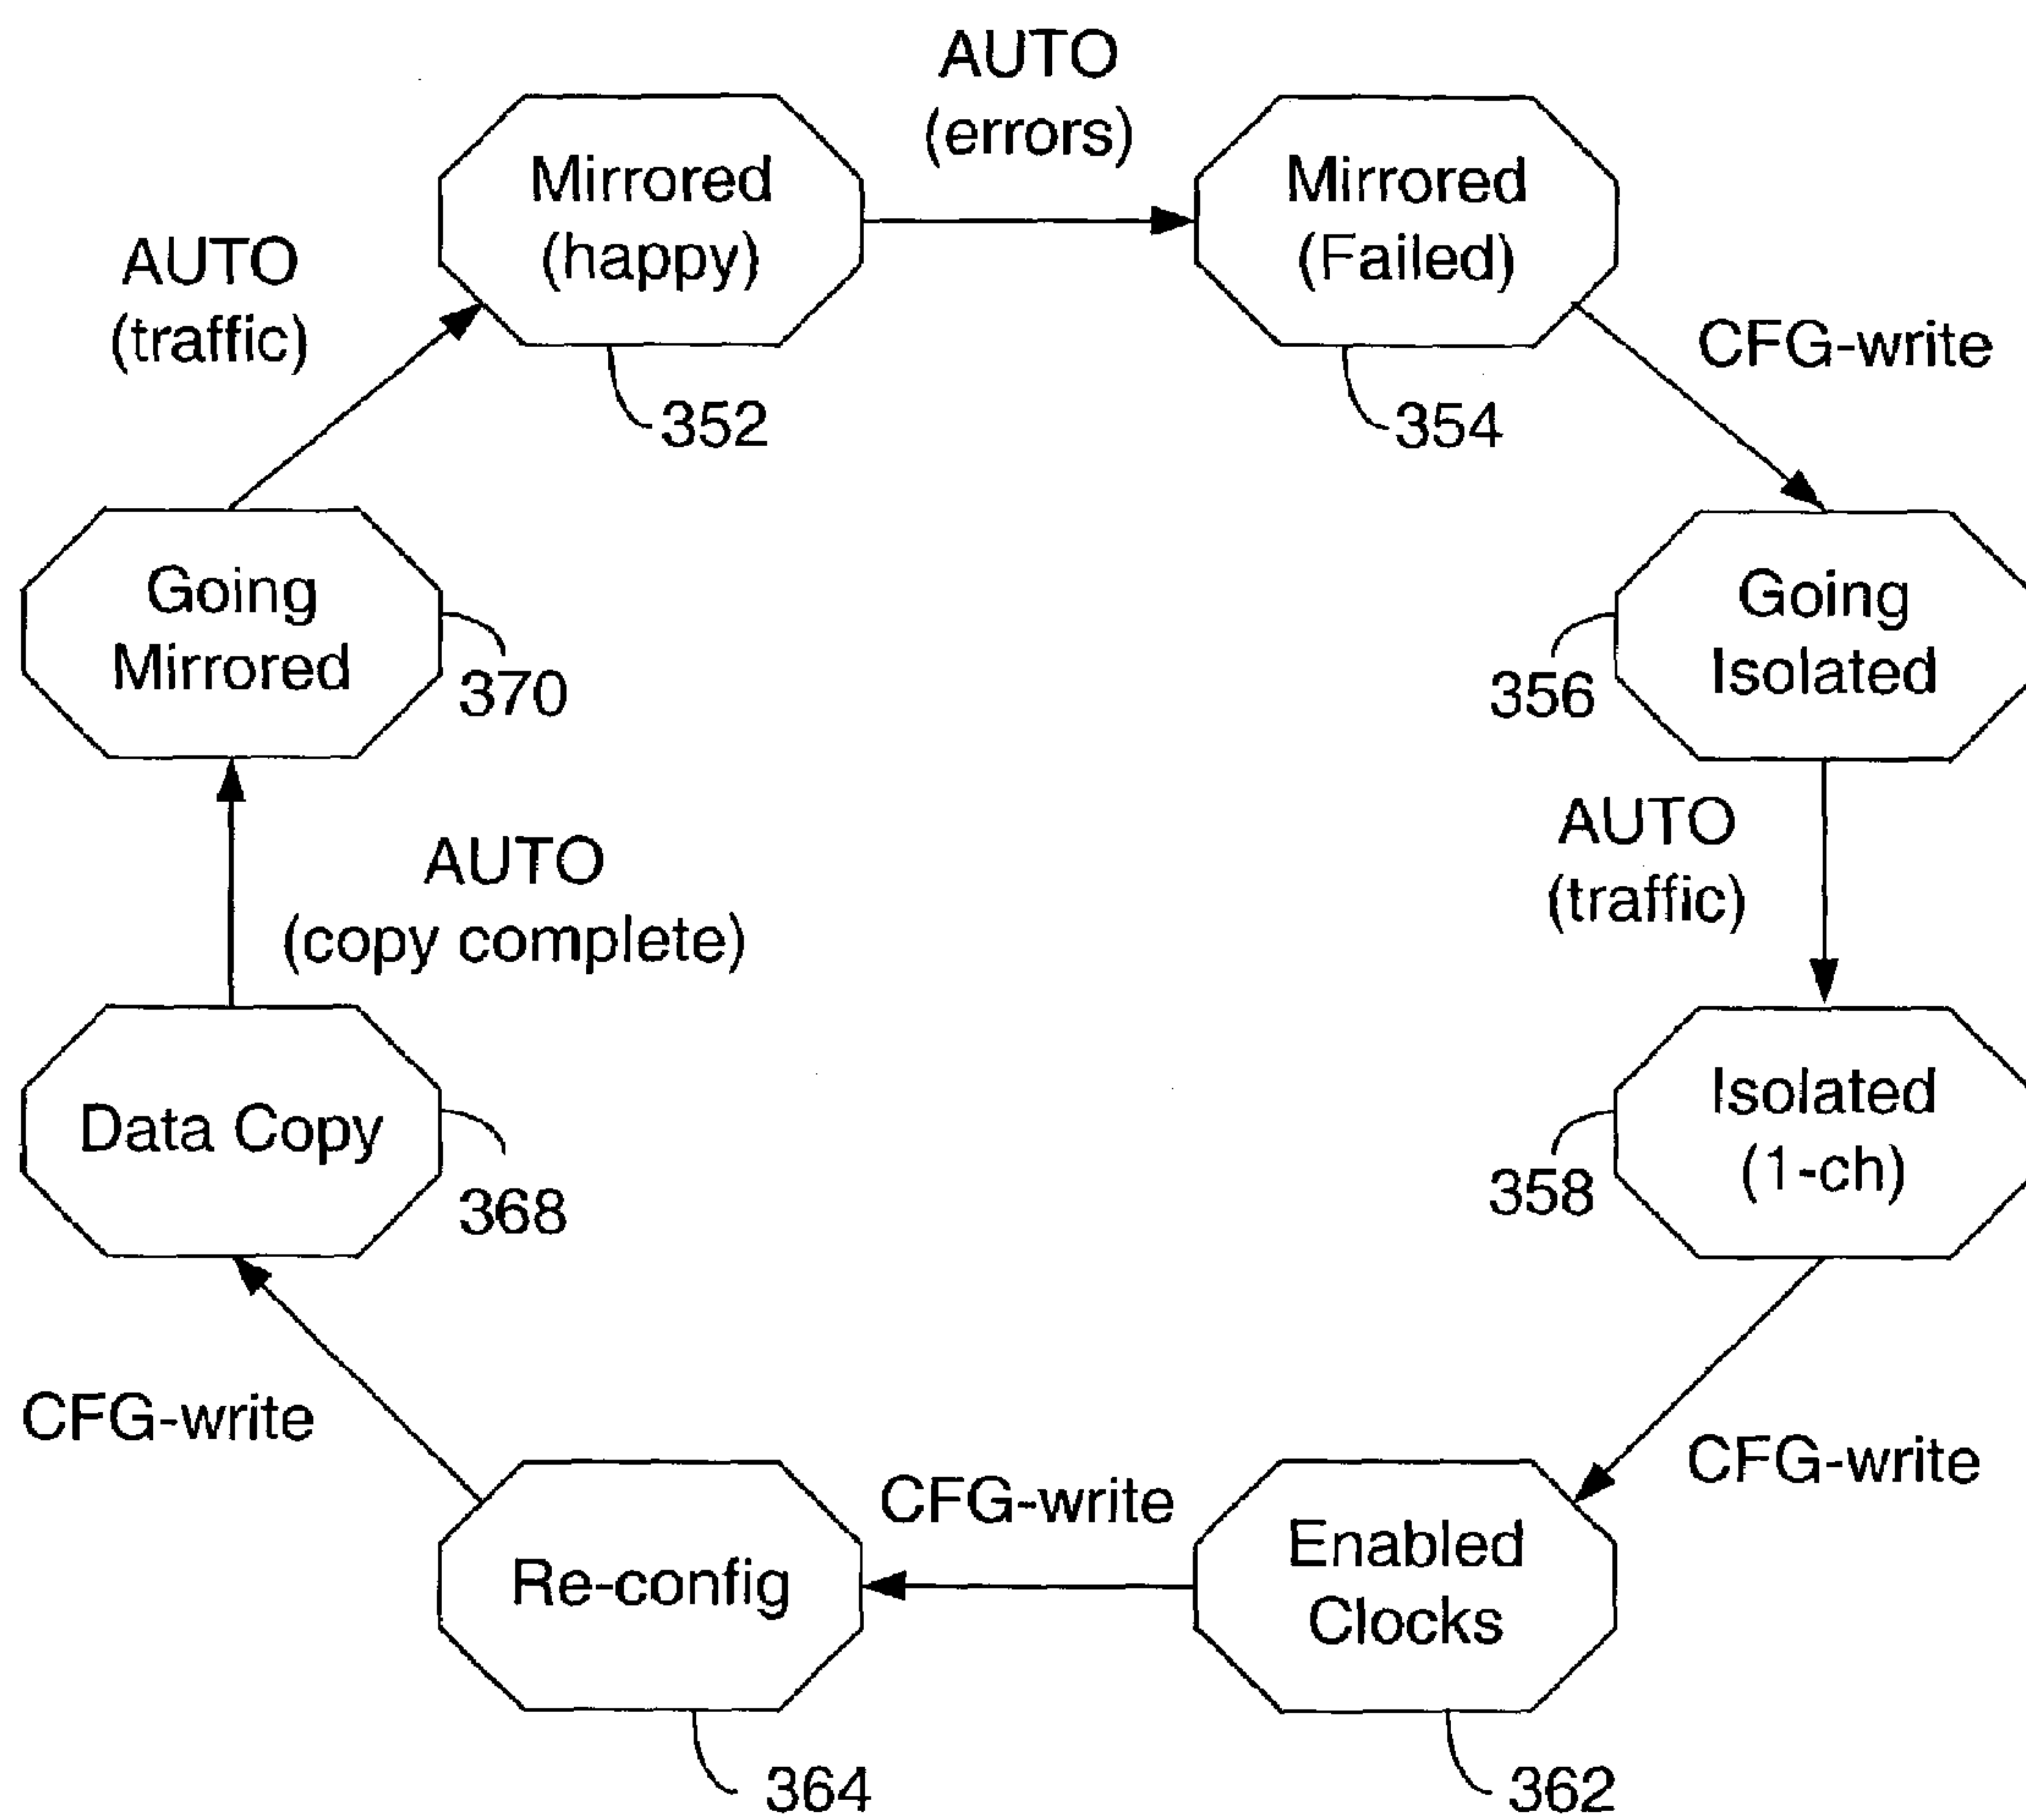 AUTO
(errors)
Mirrored
(happy)
Mirrored
(Failed)
AUTO
(traffic)
CFG-write
352
354
Going
Mirrored
370
Going
Isolated
356
AUTO
(copy complete)
AUTO
(traffic)
Data Copy
368
Isolated
(1-ch)
358
CFG-write
CFG-write
CFG-write
Re-config
Enabled
Clocks
364
362